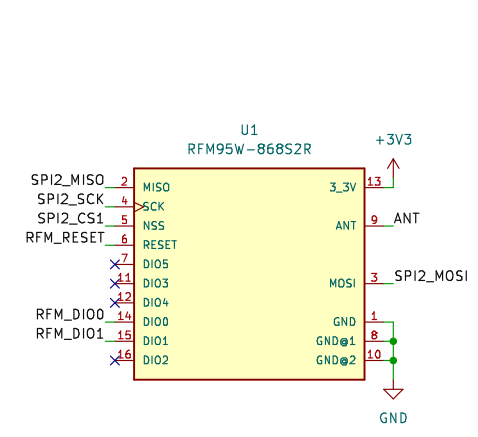 U1
RFM95W-868S2R
+3V3
SPI2_MISO 2 MISO 3_3V 13
SPI2_SCK 4 SCK
SPI2_CS1 5 NSS ANT 9 ANT
RFM_RESET 6 RESET
7 DIO5
11 DIO3 MOSI 3 SPI2_MOSI
12 DIO4
RFM_DIO0 14 DIO0 GND 1
RFM_DIO1 15 DIO1 GND@1 8
16 DIO2 GND@2 10
GND